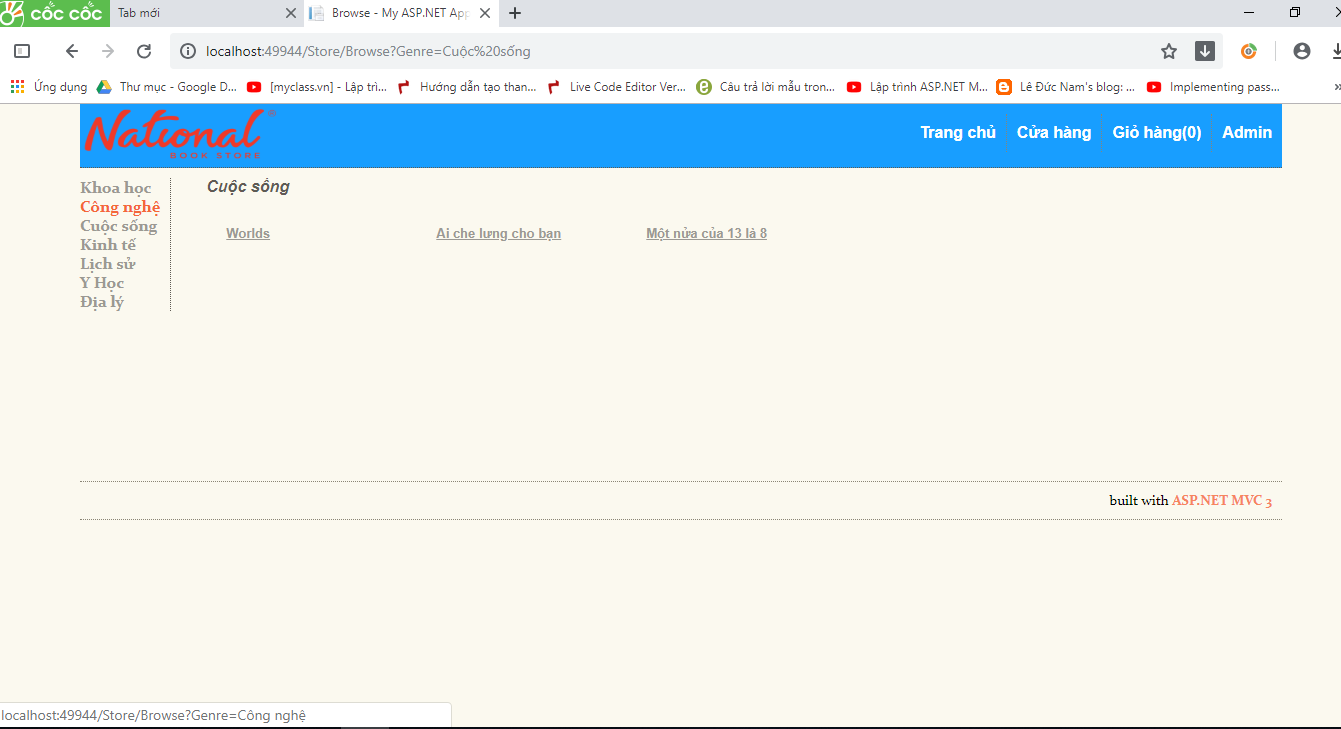 cốc cốc Tab mới Browse - My ASP.NET App
localhost:49944/Store/Browse?Genre=Cuộc%20sống
Ứng dụng Thư mục - Google D... [myclass.vn] - Lập trì... Hướng dẫn tạo than... Live Code Editor Ver... Câu trả lời mẫu tron... Lập trình ASP.NET M... Lê Đức Nam's blog: ... Implementing pass... »
National ®
BOOK STORE
Trang chủ Cửa hàng Giỏ hàng(0) Admin
Khoa học
Công nghệ
Cuộc sống
Kinh tế
Lịch sử
Y Học
Địa lý
Cuộc sống
Worlds Ai che lưng cho bạn Một nửa của 13 là 8
built with ASP.NET MVC 3
localhost:49944/Store/Browse?Genre=Công nghệ